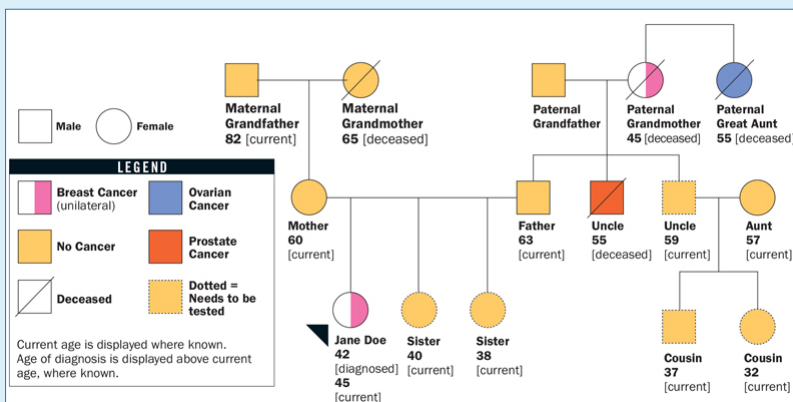 Maternal
Grandfather
82 [current]
Maternal
Grandmother
65 [deceased]
Paternal
Grandfather
Paternal
Grandmother
45 [deceased]
Paternal
Great Aunt
55 [deceased]
Male
Female
LEGEND
Breast Cancer
(unilateral)
Ovarian
Cancer
No Cancer
Prostate
Cancer
Deceased
Dotted =
Needs to be
tested
Current age is displayed where known.
Age of diagnosis is displayed above current
age, where known.
Mother
60
[current]
Father
63
[current]
Uncle
55
[deceased]
Uncle
59
[current]
Aunt
57
[current]
Jane Doe
42
[diagnosed]
45
[current]
Sister
40
[current]
Sister
38
[current]
Cousin
37
[current]
Cousin
32
[current]